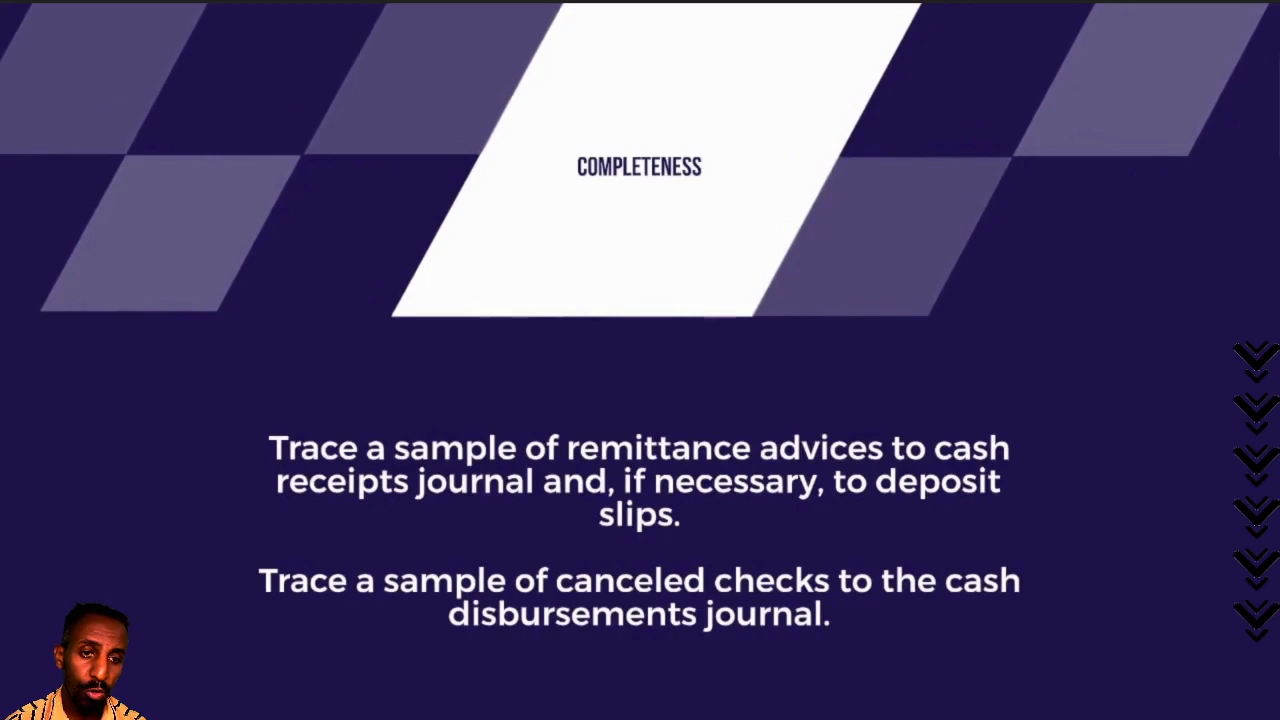 COMPLETENESS
Trace a sample of remittance advices to cash
receipts journal and, if necessary, to deposit
slips.
Trace a sample of canceled checks to the cash
disbursements journal.